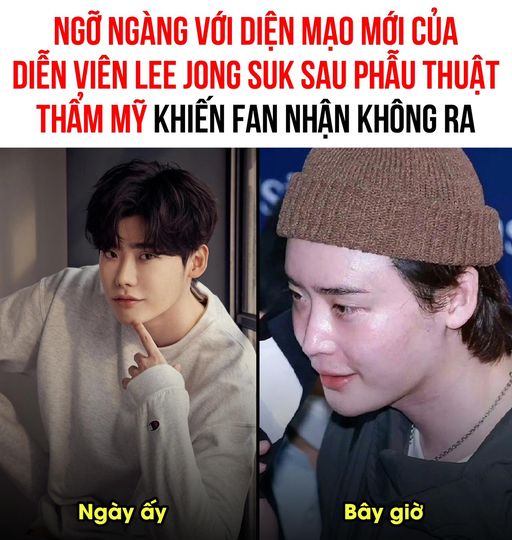 NGỠ NGÀNG VỚI DIỆN MẠO MỚI CỦA
DIỄN VIÊN LEE JONG SUK SAU PHẪU THUẬT
THẨM MỸ KHIẾN FAN NHẬN KHÔNG RA
Ngày ấy
Bây giờ